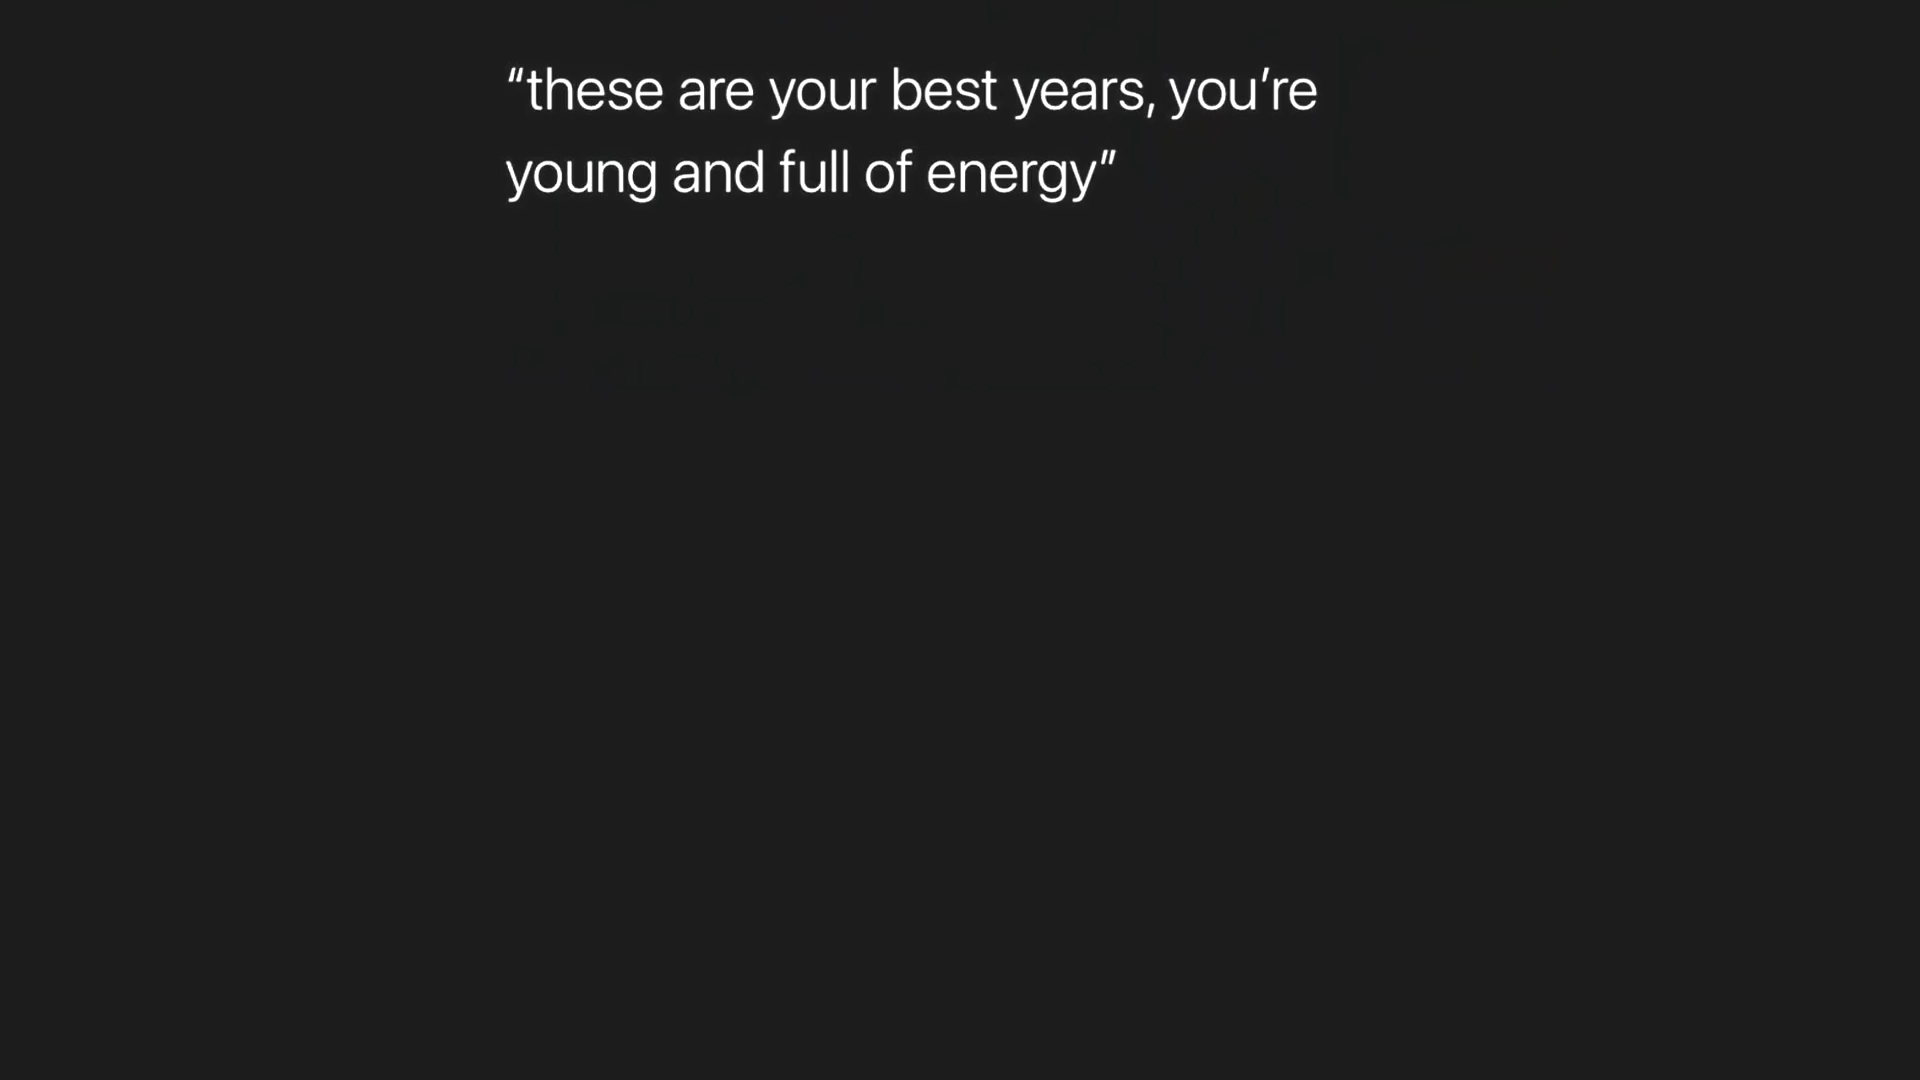 “these are your best years, you’re
young and full of energy”